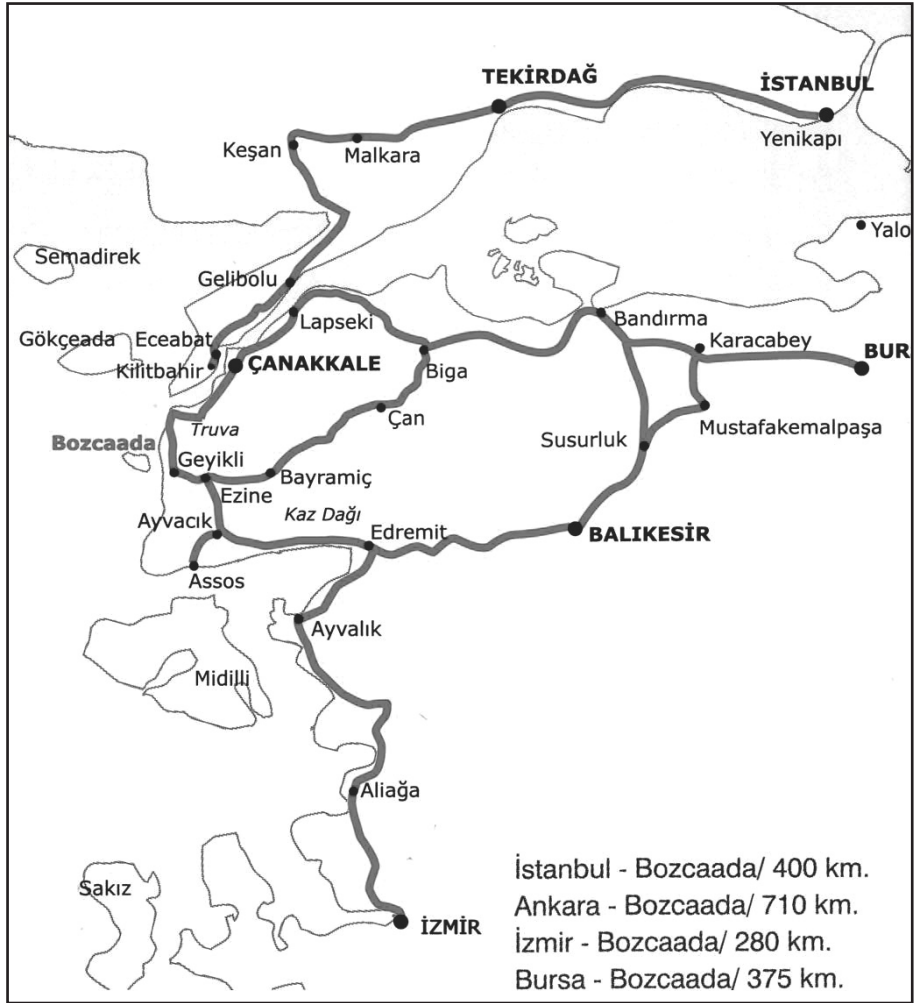 TEKİRDAĞ
İSTANBUL
Yenikapı
Keşan
Malkara
Yalo
Semadirek
Gelibolu
Lapseki
Bandırma
Gökçeada
Eceabat
Karacabey
Kilitbahir
ÇANAKKALE
BUR
Biga
Çan
Truva
Mustafakemalpaşa
Bozcaada
Susurluk
Geyikli
Bayramiç
Ezine
Kaz Dağı
Ayvacık
Edremit
BALIKESİR
Assos
Ayvalık
Midilli
Aliağa
Sakız
İZMİR
İstanbul - Bozcaada/ 400 km.
Ankara - Bozcaada/ 710 km.
İzmir - Bozcaada/ 280 km.
Bursa - Bozcaada/ 375 km.